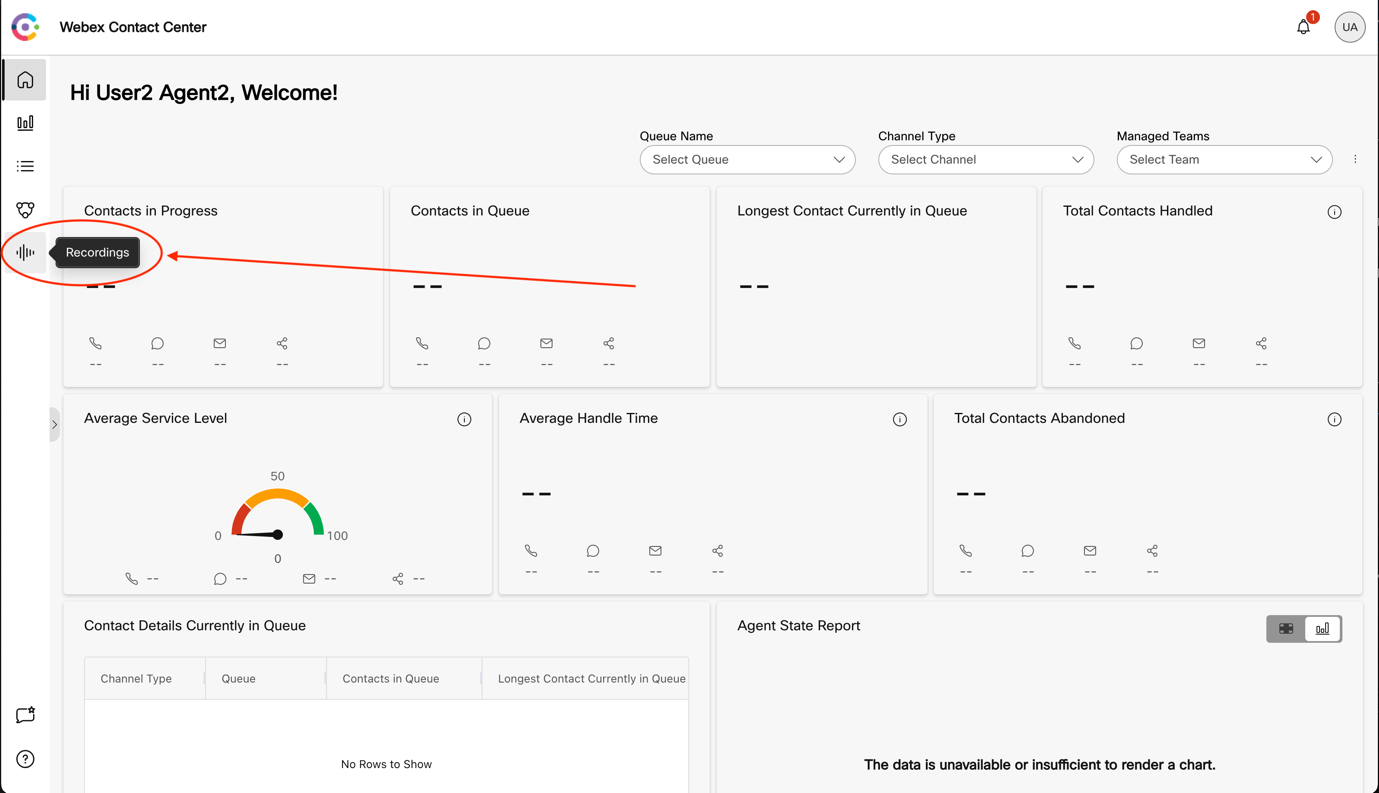 Webex Contact Center
1
UA
Hi User2 Agent2, Welcome!
Queue Name
Channel Type
Managed Teams
Select Queue
Select Channel
Select Team
Contacts in Progress
Contacts in Queue
Longest Contact Currently in Queue
Total Contacts Handled
Recordings
-- -- -- --
-- -- -- -- -- -- -- -- -- -- -- --
Average Service Level
Average Handle Time
Total Contacts Abandoned
50
0
100
0
-- --
-- -- -- -- -- -- -- --
-- -- -- --
Contact Details Currently in Queue
Agent State Report
Channel Type
Queue
Contacts in Queue
Longest Contact Currently in Queue
No Rows to Show
The data is unavailable or insufficient to render a chart.